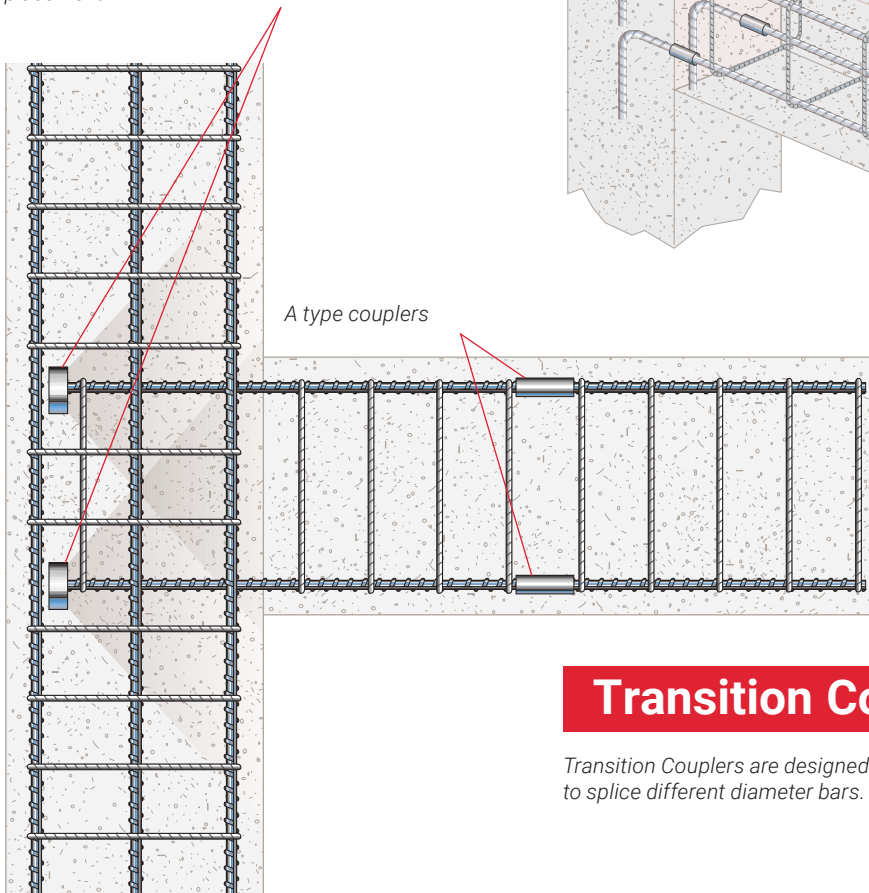 A type couplers
Transition Co
Transition Couplers are designed
to splice different diameter bars.